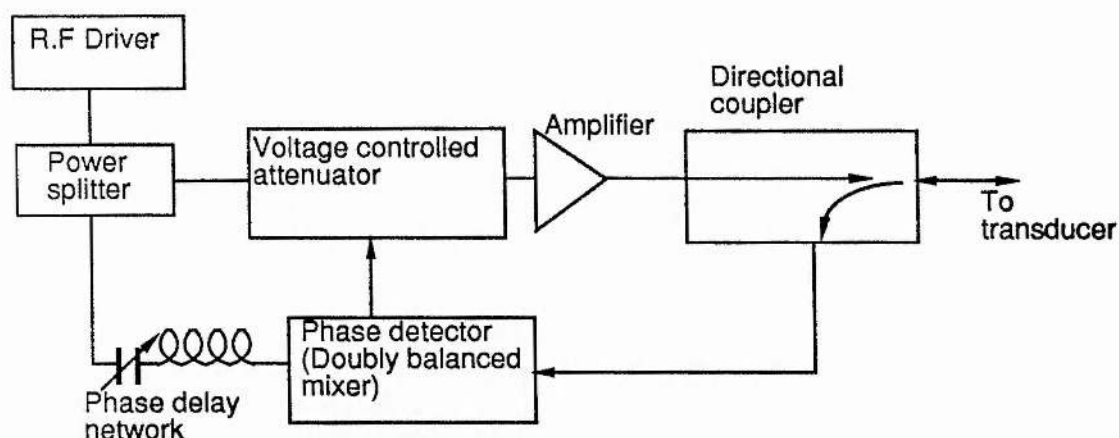 R.F Driver
Directional
coupler
Amplifier
Power
splitter
Voltage controlled
attenuator
To
transducer
Phase detector
(Doubly balanced
mixer)
Phase delay
network